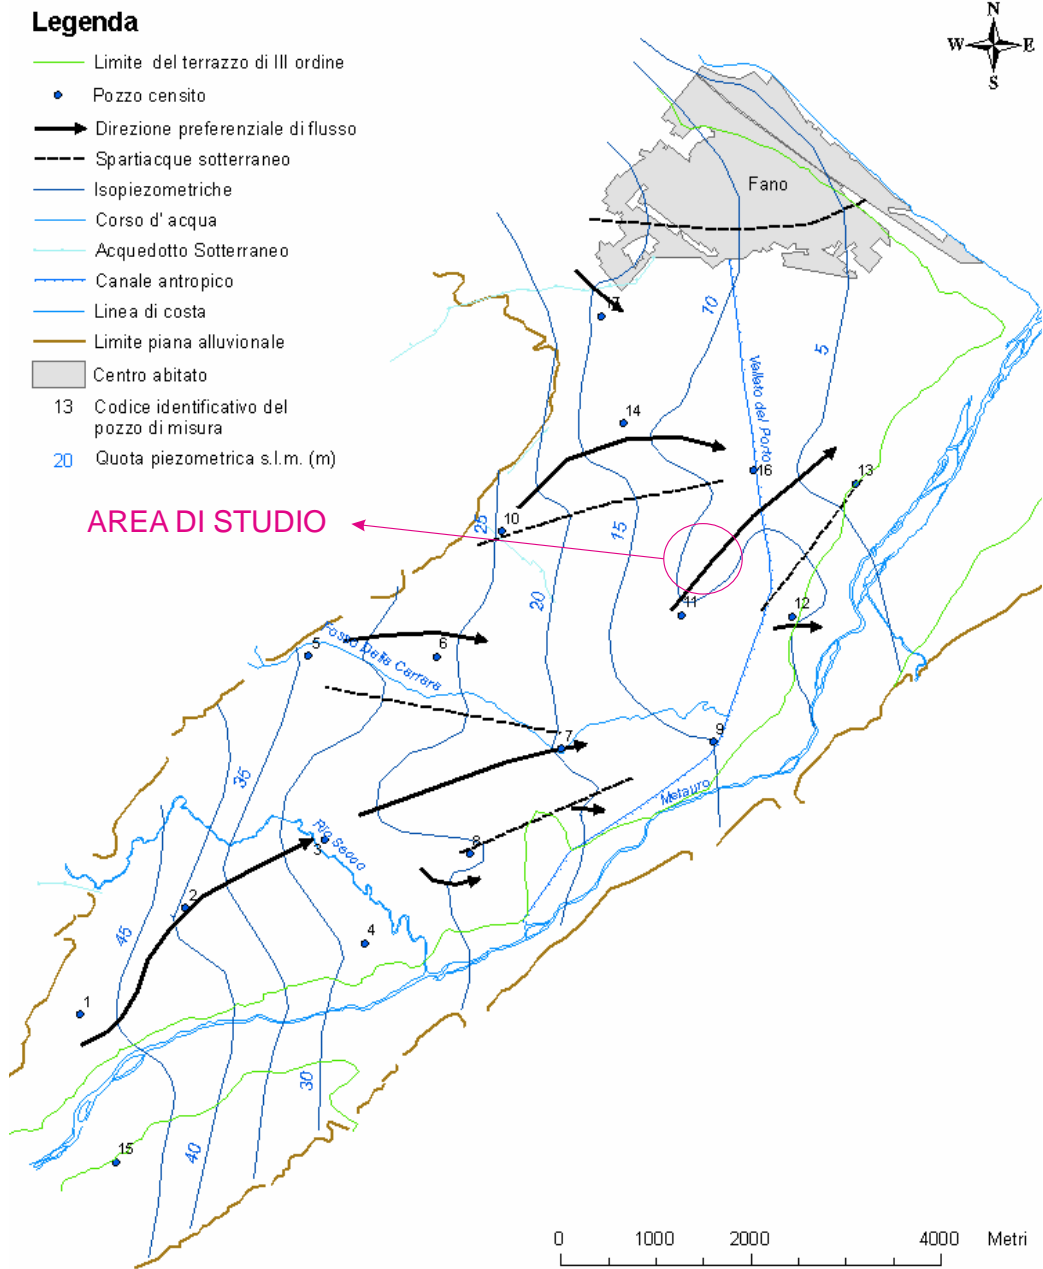 Legenda
Limite del terrazzo di III ordine
Pozzo censito
Direzione preferenziale di flusso
Spartiacque sotterraneo
Isopiezometriche
Corso d' acqua
Acquedotto Sotterraneo
Canale antropico
Linea di costa
Limite piana alluvionale
Centro abitato
13 Codice identificativo del
pozzo di misura
20 Quota piezometrica s.l.m. (m)
N
W E
S
Fano
17
10
5
Vallato del Porto
14
16
13
AREA DI STUDIO
10
25
15
20
11
12
5
6
Fosso Della Carrara
7
9
35
Metauro
Rio Secco
3
8
2
45
4
1
30
40
15
0 1000 2000 4000 Metri